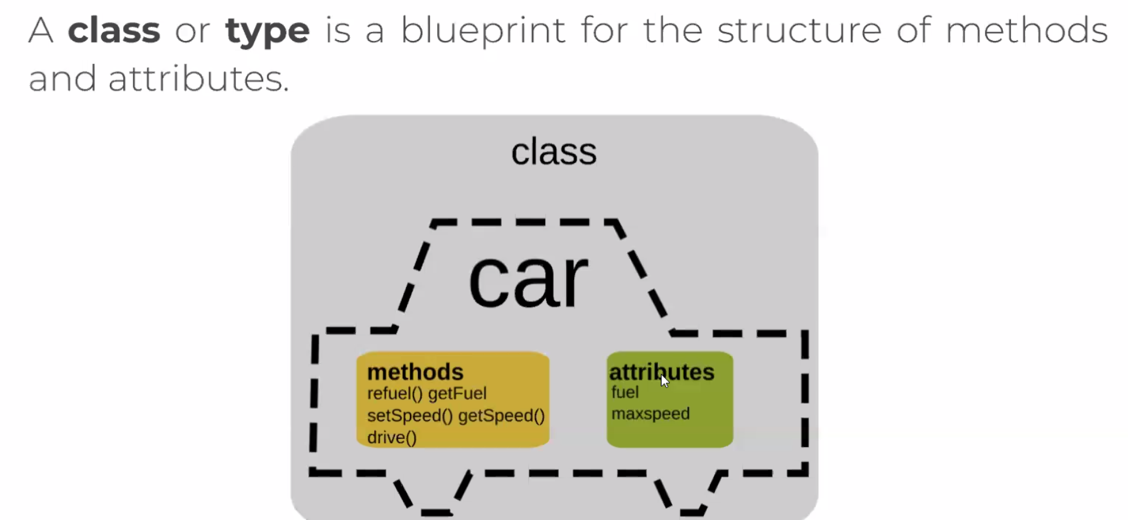 A class or type is a blueprint for the structure of methods
and attributes.
class
car
methods
refuel() getFuel
setSpeed() getSpeed()
drive()
attributes
fuel
maxspeed